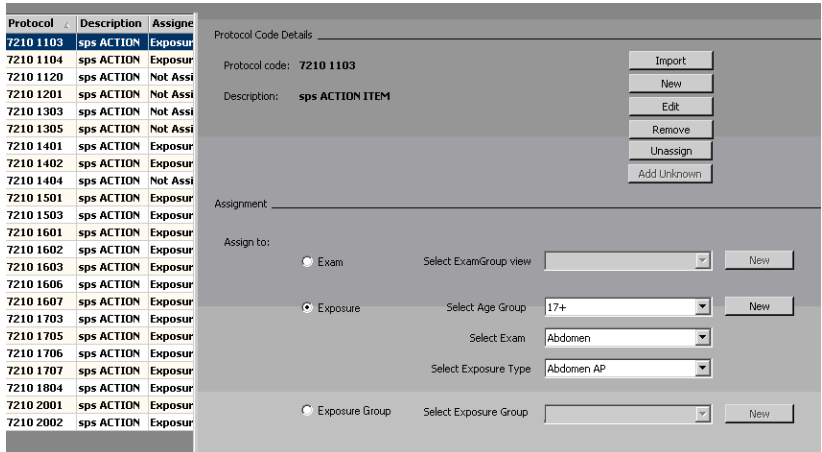 Protocol Description Assigne
7210 1103 sps ACTION Exposur
7210 1104 sps ACTION Exposur
7210 1120 sps ACTION Not Assi
7210 1201 sps ACTION Not Assi
7210 1303 sps ACTION Not Assi
7210 1305 sps ACTION Not Assi
7210 1401 sps ACTION Exposur
7210 1402 sps ACTION Exposur
7210 1404 sps ACTION Not Assi
7210 1501 sps ACTION Exposur
7210 1503 sps ACTION Exposur
7210 1601 sps ACTION Exposur
7210 1602 sps ACTION Exposur
7210 1603 sps ACTION Exposur
7210 1606 sps ACTION Exposur
7210 1607 sps ACTION Exposur
7210 1703 sps ACTION Exposur
7210 1705 sps ACTION Exposur
7210 1706 sps ACTION Exposur
7210 1707 sps ACTION Exposur
7210 1804 sps ACTION Exposur
7210 2001 sps ACTION Exposur
7210 2002 sps ACTION Exposur
Protocol Code Details
Protocol code: 7210 1103
Description: sps ACTION ITEM
Import
New
Edit
Remove
Unassign
Add Unknown
Assignment
Assign to:
Exam Select ExamGroup view New
Exposure Select Age Group 17+ New
Select Exam Abdomen
Select Exposure Type Abdomen AP
Exposure Group Select Exposure Group New